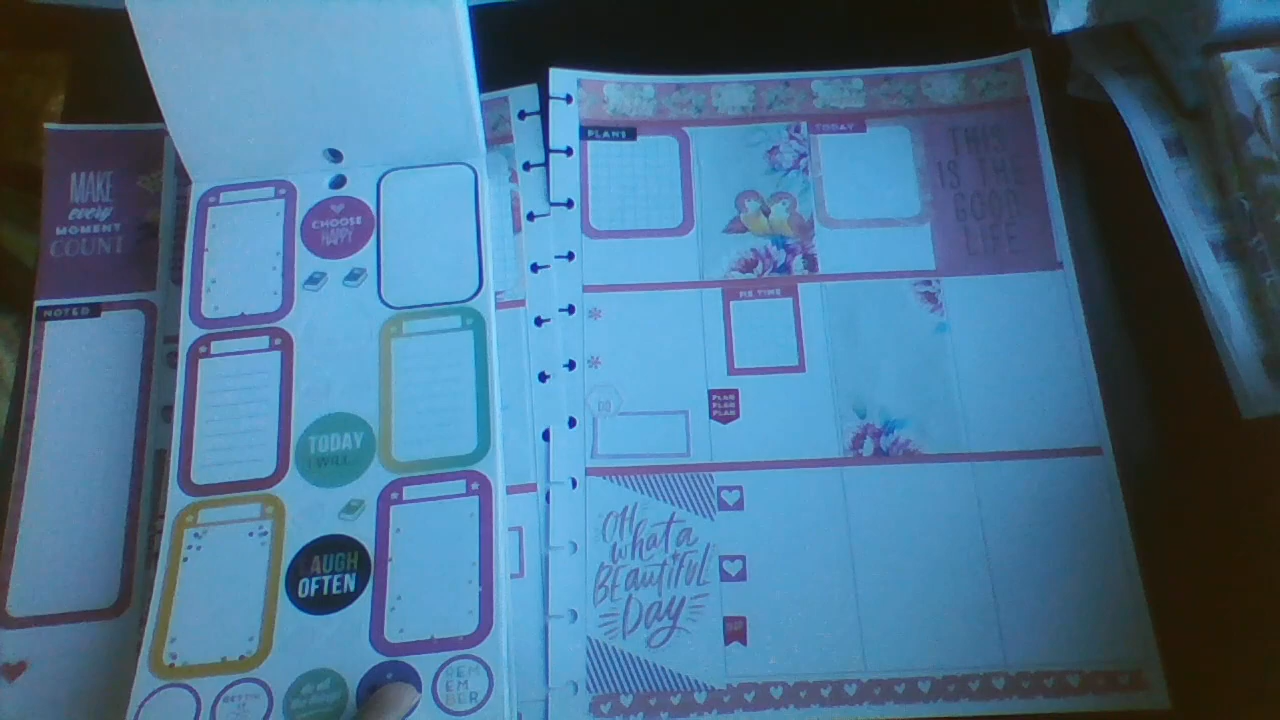 MAKE
every
MOMENT
COUNT
NOTED
CHOOSE
HAPPY
TODAY
I WILL...
LAUGH
OFTEN
REM
EM
BER
PLANS
TODAY
THIS
IS THE
GOOD
LIFE
ME TIME
DO
PLAN
PLAN
PLAN
OH
what a
BEAUTIFUL
Day